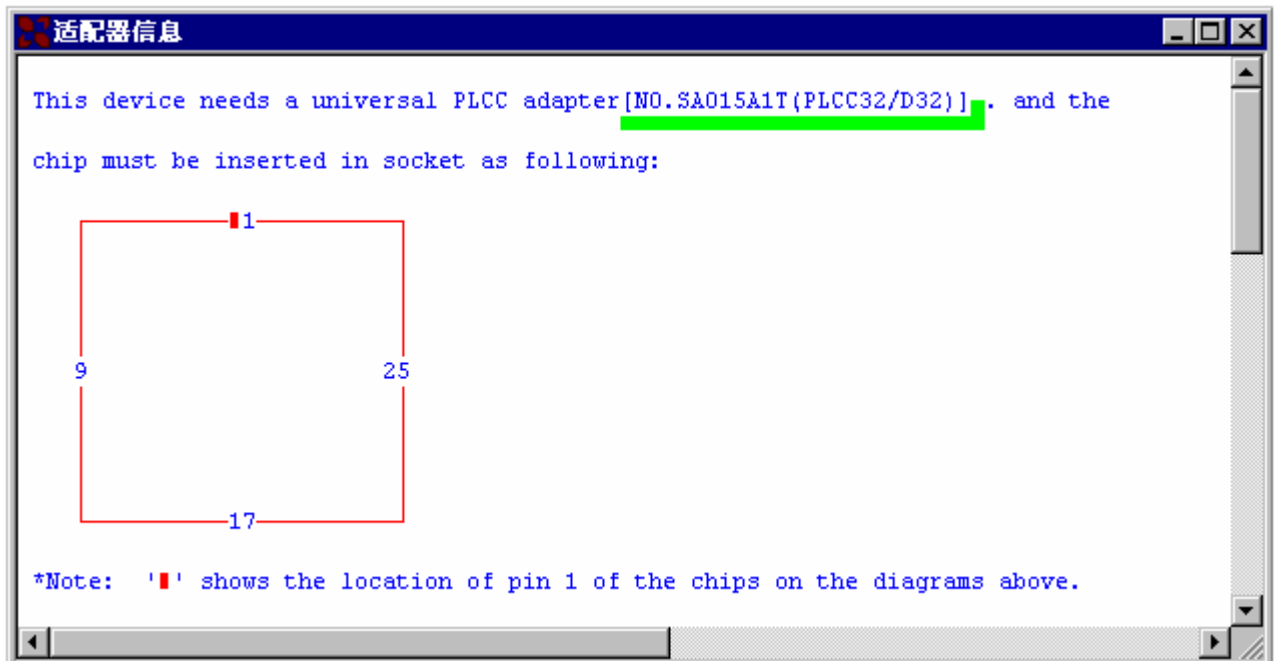 适配器信息
This device needs a universal PLCC adapter[NO.SA015A1T(PLCC32/D32)] . and the
chip must be inserted in socket as following:
1
9 25
17
*Note: '▮' shows the location of pin 1 of the chips on the diagrams above.